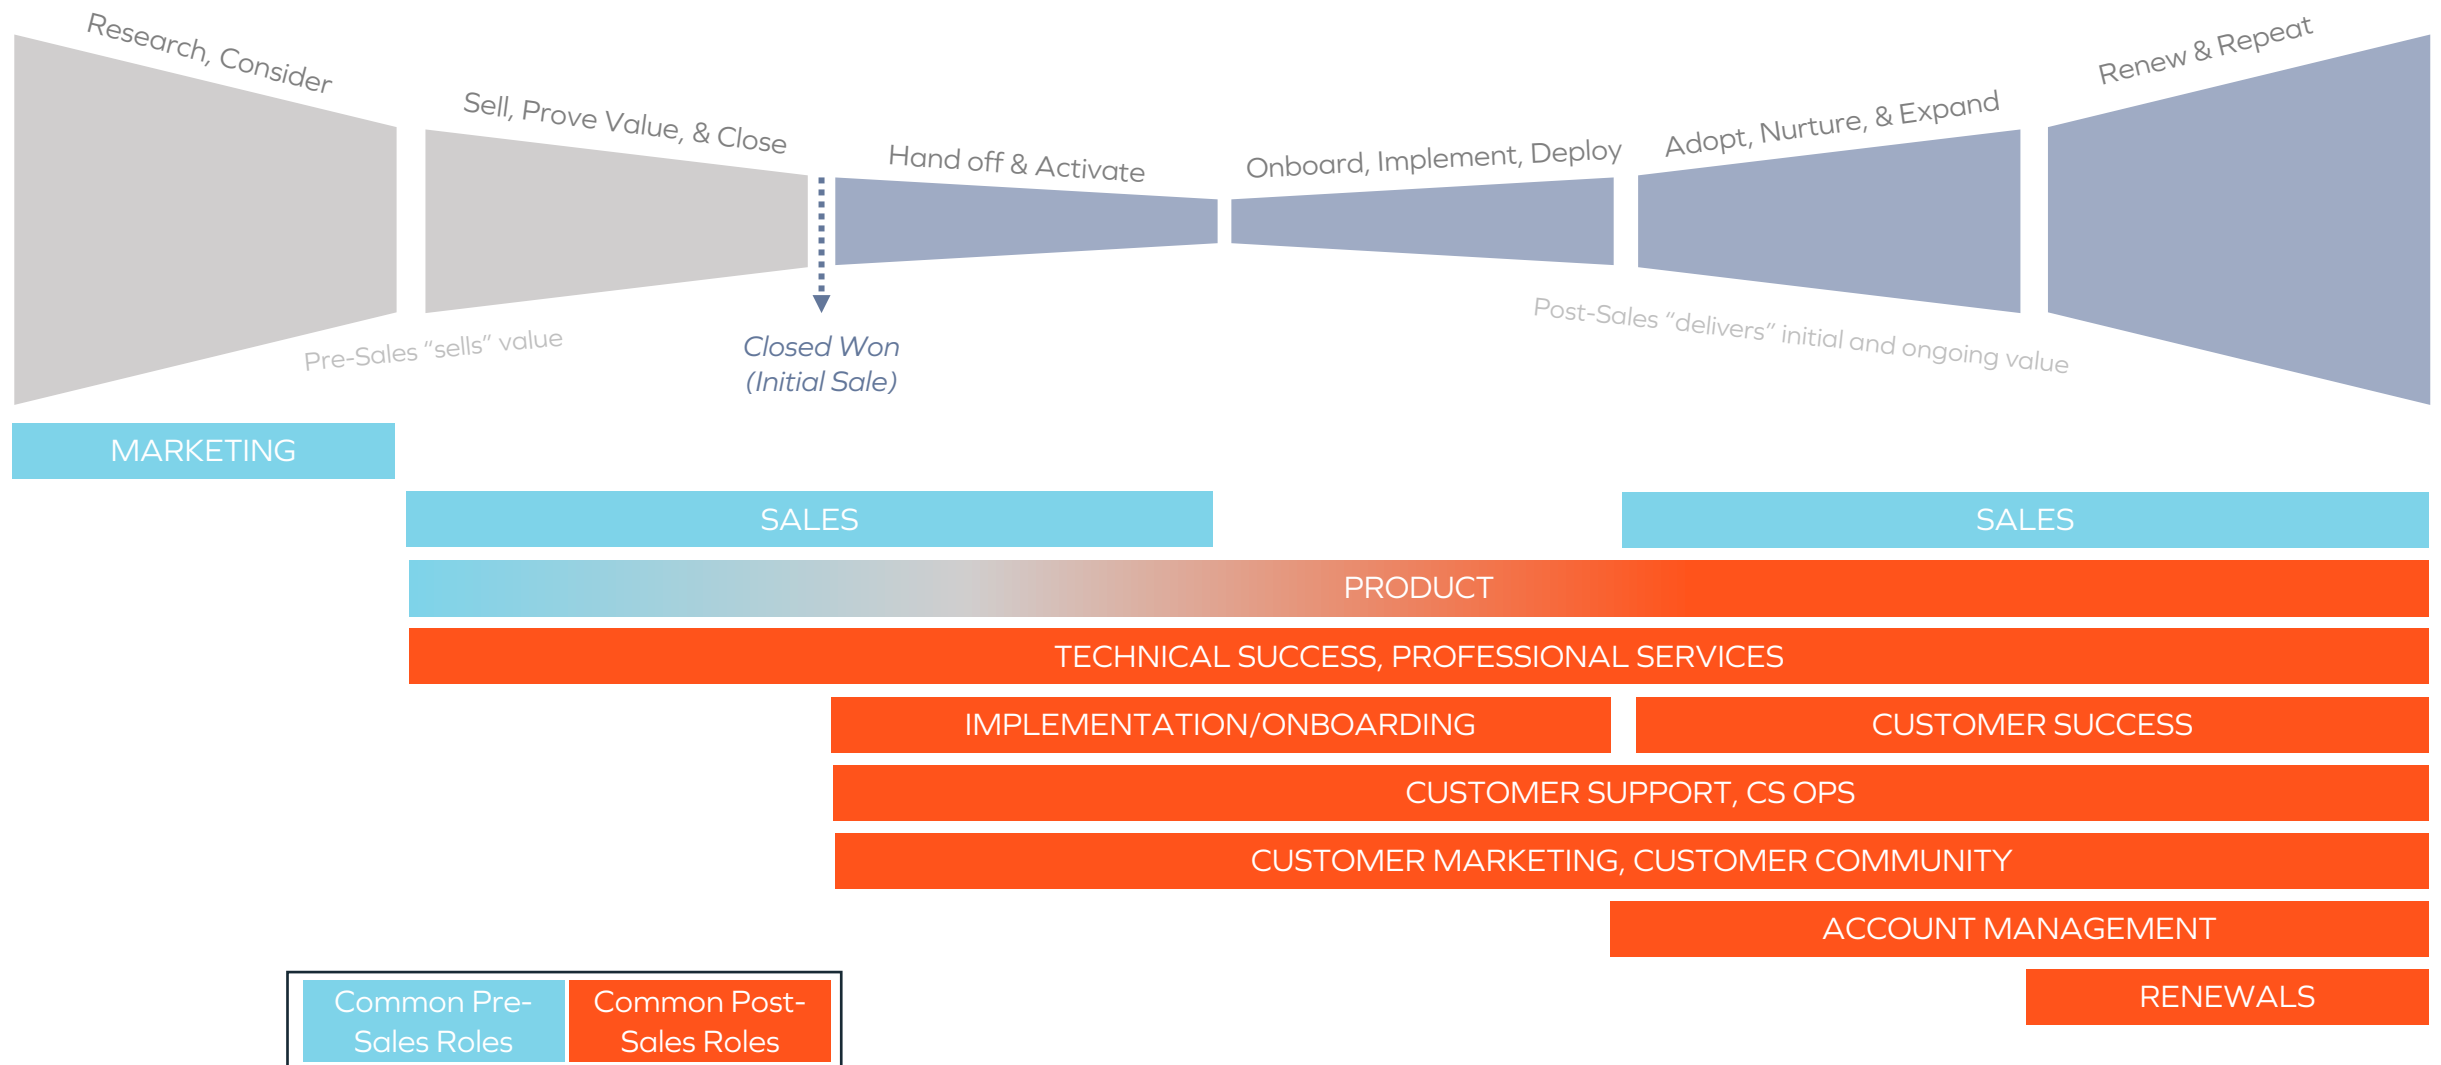 Research, Consider
Sell, Prove Value, & Close
Hand off & Activate
Onboard, Implement, Deploy
Adopt, Nurture, & Expand
Renew & Repeat
Pre-Sales “sells” value
Closed Won
(Initial Sale)
Post-Sales “delivers” initial and ongoing value
MARKETING
SALES
SALES
PRODUCT
TECHNICAL SUCCESS, PROFESSIONAL SERVICES
IMPLEMENTATION/ONBOARDING
CUSTOMER SUCCESS
CUSTOMER SUPPORT, CS OPS
CUSTOMER MARKETING, CUSTOMER COMMUNITY
ACCOUNT MANAGEMENT
RENEWALS
Common Pre-
Sales Roles
Common Post-
Sales Roles